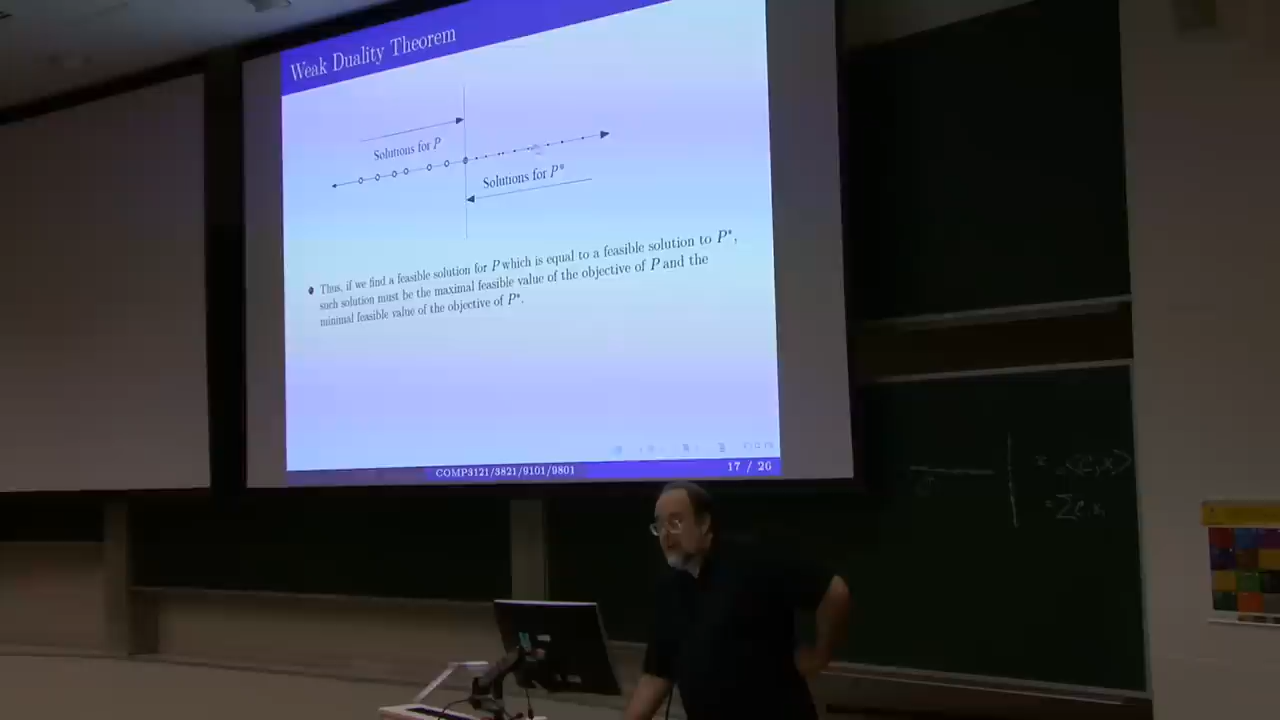 Weak Duality Theorem
Solutions for P
Solutions for P*
Thus, if we find a feasible solution for P which is equal to a feasible solution to P*,
such solution must be the maximal feasible value of the objective of P and the
minimal feasible value of the objective of P*.
COMP3121/3821/9101/9801
17 / 26